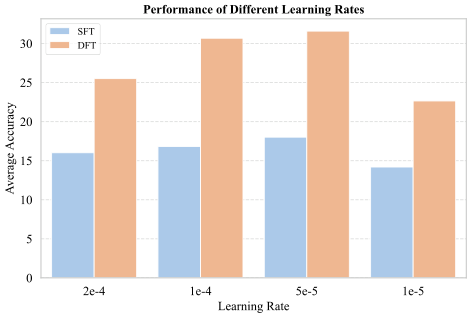 Performance of Different Learning Rates
SFT
DFT
Average Accuracy
30
25
20
15
10
5
0
2e-4
1e-4
5e-5
1e-5
Learning Rate